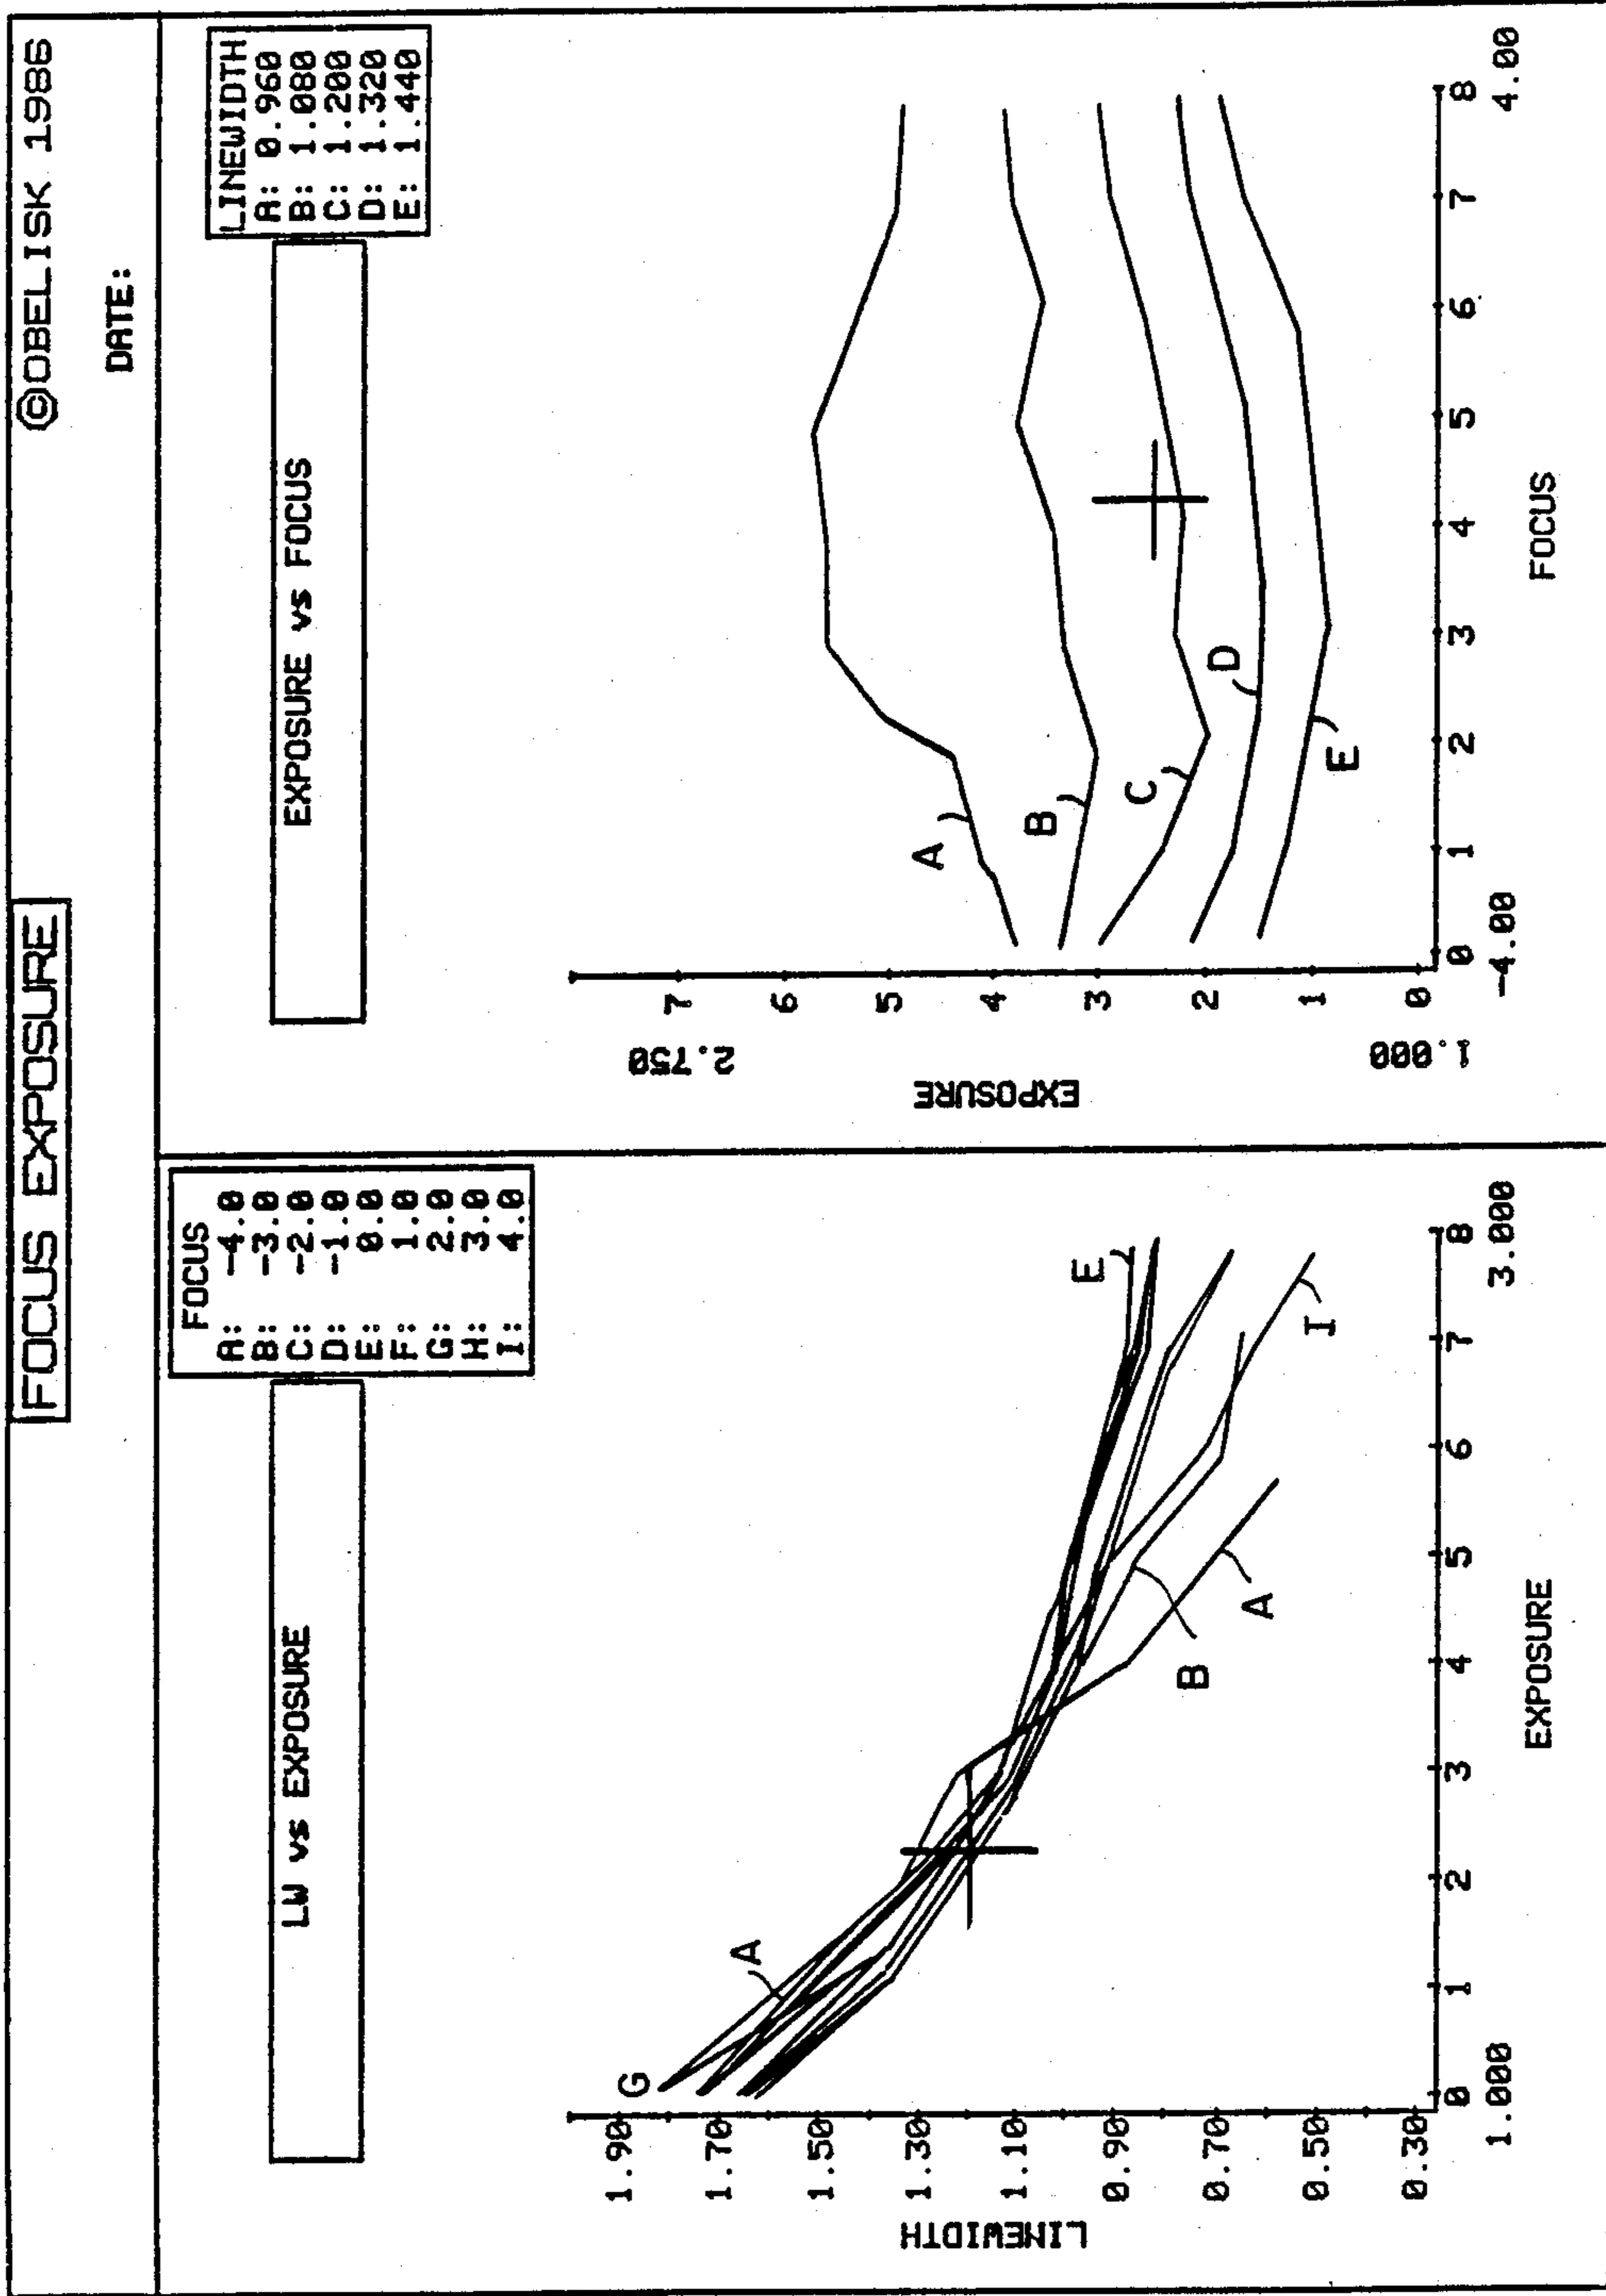 FOCUS EXPOSURE
©OBELISK 1986
DATE:
LW vs EXPOSURE
FOCUS
A: -4.0
B: -3.0
C: -2.0
D: -1.0
E: 0.0
F: 1.0
G: 2.0
H: 3.0
I: 4.0
G
A
E
B
A
I
LINEWIDTH
1.90
1.70
1.50
1.30
1.10
0.90
0.70
0.50
0.30
0 1 2 3 4 5 6 7 8
1.000 3.000
EXPOSURE
EXPOSURE vs FOCUS
LINEWIDTH
A: 0.960
B: 1.080
C: 1.200
D: 1.320
E: 1.440
A
B
C
D
E
EXPOSURE
2.750
1.000
7
6
5
4
3
2
1
0
0 1 2 3 4 5 6 7 8
-4.00 4.00
FOCUS